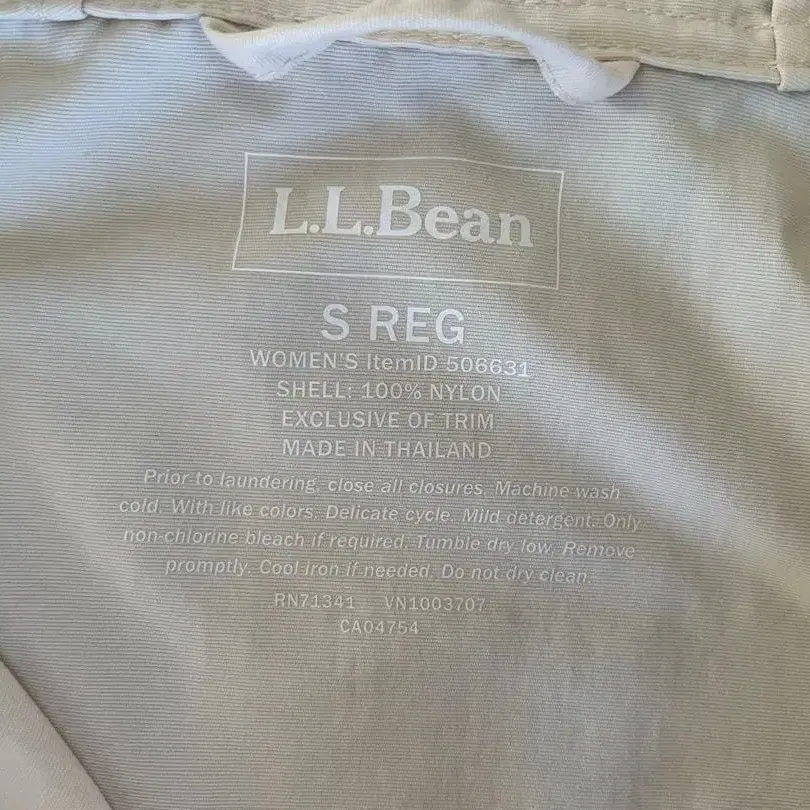 L.L.Bean
S REG
WOMEN'S ItemID 506631
SHELL: 100% NYLON
EXCLUSIVE OF TRIM
MADE IN THAILAND
Prior to laundering, close all closures. Machine wash
cold. With like colors. Delicate cycle. Mild detergent. Only
non-chlorine bleach if required. Tumble dry low. Remove
promptly. Cool iron if needed. Do not dry clean.
RN71341 VN1003707
CA04754